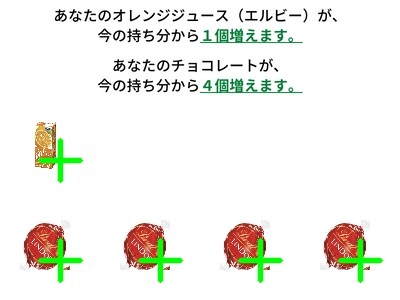 あなたのオレンジジュース（エルビー）が、
今の持ち分から１個増えます。
あなたのチョコレートが、
今の持ち分から４個増えます。